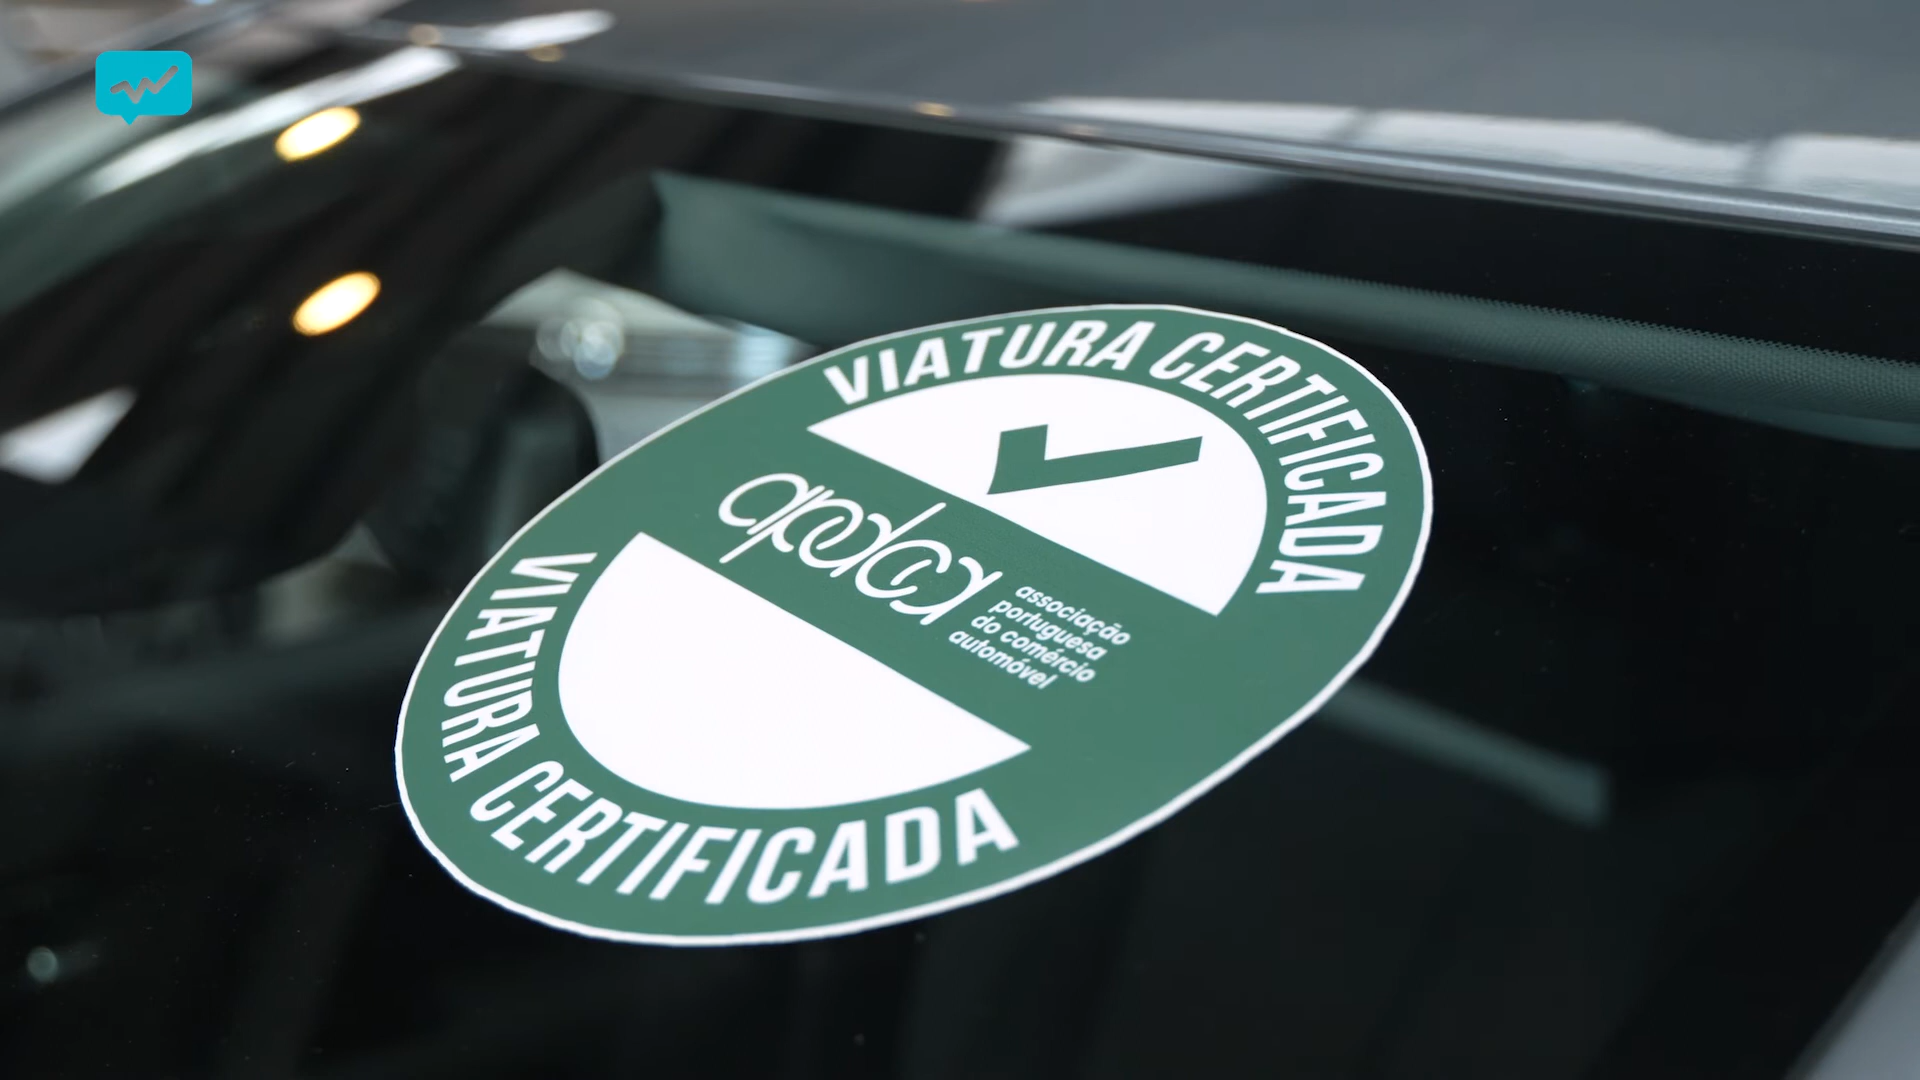 VIATURA CERTIFICADA
apdca
associação
portuguesa
do comércio
automóvel
VIATURA CERTIFICADA